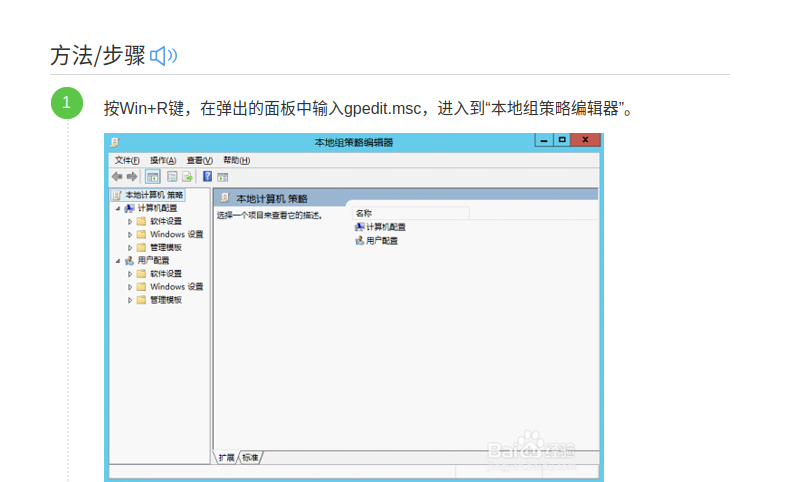 方法/步骤
1
按Win+R键，在弹出的面板中输入gpedit.msc，进入到“本地组策略编辑器”。
本地组策略编辑器
文件(F) 操作(A) 查看(V) 帮助(H)
本地计算机 策略
计算机配置
软件设置
Windows 设置
管理模板
用户配置
软件设置
Windows 设置
管理模板
本地计算机 策略
选择一个项目来查看它的描述。
名称
计算机配置
用户配置
扩展 标准
Baidu经验